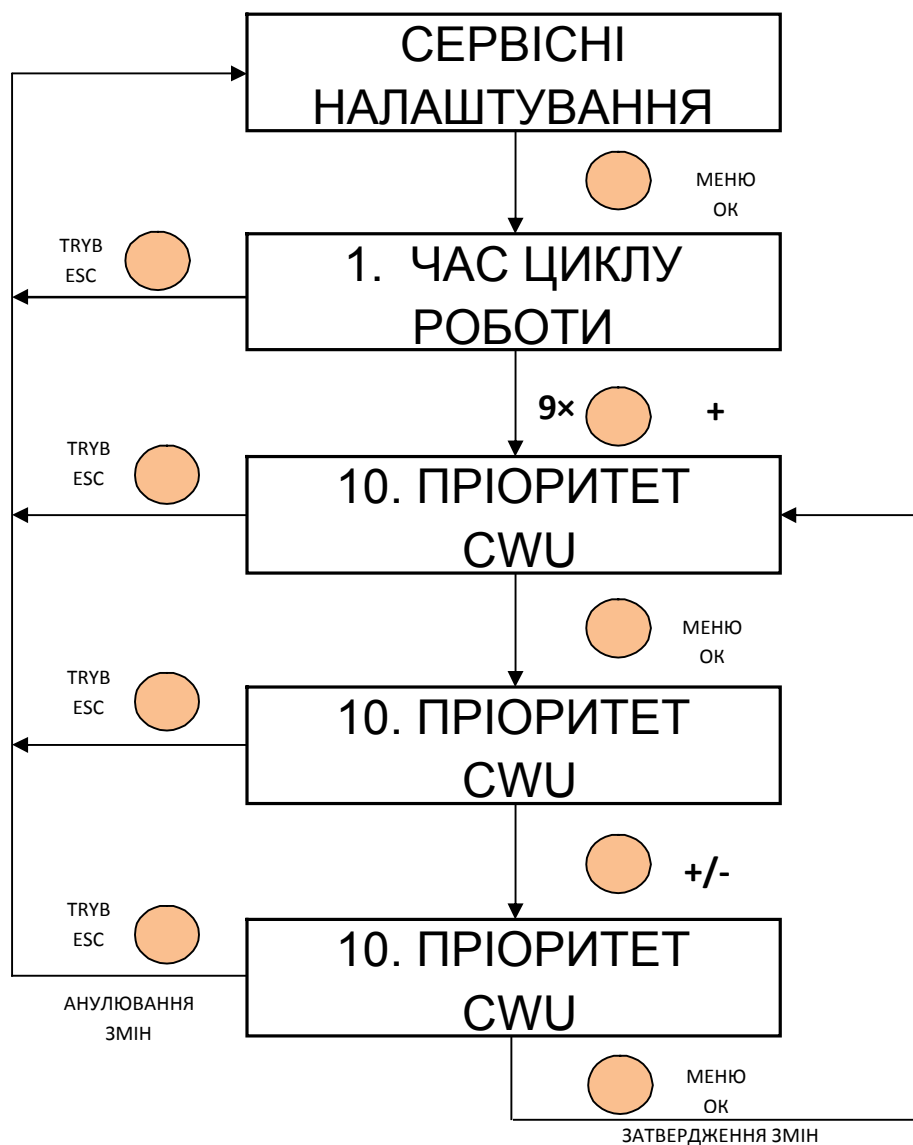 СЕРВІСНІ
НАЛАШТУВАННЯ
МЕНЮ
ОК
TRYB
ESC
1. ЧАС ЦИКЛУ
РОБОТИ
9× +
TRYB
ESC
10. ПРІОРИТЕТ
CWU
МЕНЮ
ОК
TRYB
ESC
10. ПРІОРИТЕТ
CWU
+/-
TRYB
ESC
10. ПРІОРИТЕТ
CWU
АНУЛЮВАННЯ
ЗМІН
МЕНЮ
ОК
ЗАТВЕРДЖЕННЯ ЗМІН